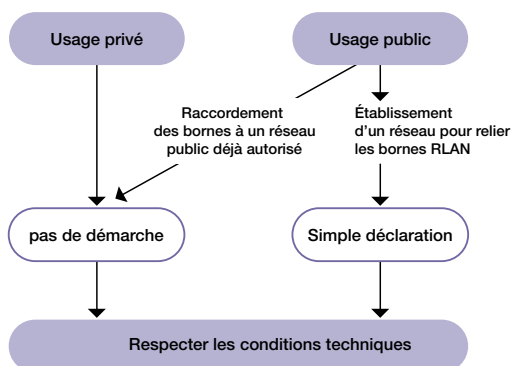 Usage privé
Usage public
Raccordement
des bornes à un réseau
public déjà autorisé
Établissement
d'un réseau pour relier
les bornes RLAN
pas de démarche
Simple déclaration
Respecter les conditions techniques